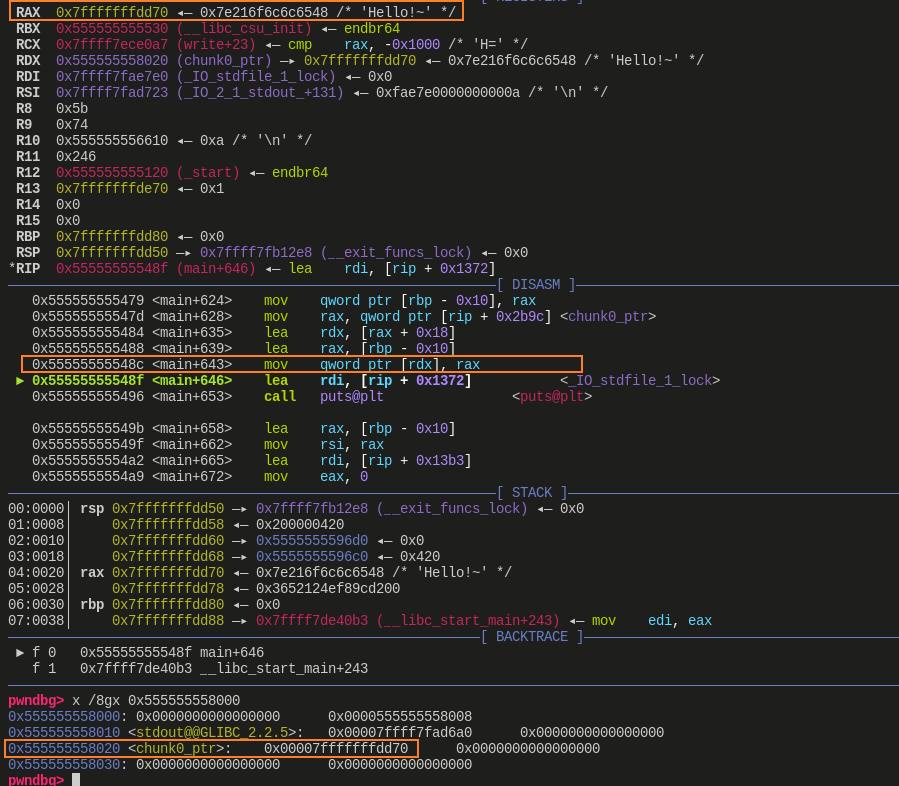 [ REGISTERS ]
RAX  0x7fffffffdd70 ◂— 0x7e216f6c6c6548 /* 'Hello!~' */
RBX  0x555555555530 (__libc_csu_init) ◂— endbr64
RCX  0x7ffff7ece0a7 (write+23) ◂— cmp    rax, -0x1000 /* 'H=' */
RDX  0x555555558020 (chunk0_ptr) —▸ 0x7fffffffdd70 ◂— 0x7e216f6c6c6548 /* 'Hello!~' */
RDI  0x7ffff7fae7e0 (_IO_stdfile_1_lock) ◂— 0x0
RSI  0x7ffff7fad723 (_IO_2_1_stdout_+131) ◂— 0xfae7e0000000000a /* '\n' */
R8   0x5b
R9   0x74
R10  0x555555556610 ◂— 0xa /* '\n' */
R11  0x246
R12  0x555555555120 (_start) ◂— endbr64
R13  0x7fffffffde70 ◂— 0x1
R14  0x0
R15  0x0
RBP  0x7fffffffdd80 ◂— 0x0
RSP  0x7fffffffdd50 —▸ 0x7ffff7fb12e8 (__exit_funcs_lock) ◂— 0x0
*RIP  0x55555555548f (main+646) ◂— lea    rdi, [rip + 0x1372]
[ DISASM ]
0x555555555479 <main+624>    mov    qword ptr [rbp - 0x10], rax
0x55555555547d <main+628>    mov    rax, qword ptr [rip + 0x2b9c] <chunk0_ptr>
0x555555555484 <main+635>    lea    rdx, [rax + 0x18]
0x555555555488 <main+639>    lea    rax, [rbp - 0x10]
0x55555555548c <main+643>    mov    qword ptr [rdx], rax
► 0x55555555548f <main+646>    lea    rdi, [rip + 0x1372]           <_IO_stdfile_1_lock>
0x555555555496 <main+653>    call   puts@plt                <puts@plt>
0x55555555549b <main+658>    lea    rax, [rbp - 0x10]
0x55555555549f <main+662>    mov    rsi, rax
0x5555555554a2 <main+665>    lea    rdi, [rip + 0x13b3]
0x5555555554a9 <main+672>    mov    eax, 0
[ STACK ]
00:0000│ rsp 0x7fffffffdd50 —▸ 0x7ffff7fb12e8 (__exit_funcs_lock) ◂— 0x0
01:0008│     0x7fffffffdd58 ◂— 0x200000420
02:0010│     0x7fffffffdd60 —▸ 0x5555555596d0 ◂— 0x0
03:0018│     0x7fffffffdd68 —▸ 0x5555555596c0 ◂— 0x420
04:0020│ rax 0x7fffffffdd70 ◂— 0x7e216f6c6c6548 /* 'Hello!~' */
05:0028│     0x7fffffffdd78 ◂— 0x3652124ef89cd200
06:0030│ rbp 0x7fffffffdd80 ◂— 0x0
07:0038│     0x7fffffffdd88 —▸ 0x7ffff7de40b3 (__libc_start_main+243) ◂— mov    edi, eax
[ BACKTRACE ]
► f 0   0x55555555548f main+646
f 1   0x7ffff7de40b3 __libc_start_main+243
pwndbg> x /8gx 0x555555558000
0x555555558000: 0x0000000000000000     0x0000555555558008
0x555555558010 <stdout@@GLIBC_2.2.5>:   0x00007ffff7fad6a0      0x0000000000000000
0x555555558020 <chunk0_ptr>:    0x00007fffffffdd70      0x0000000000000000
0x555555558030: 0x0000000000000000      0x0000000000000000
pwndbg>